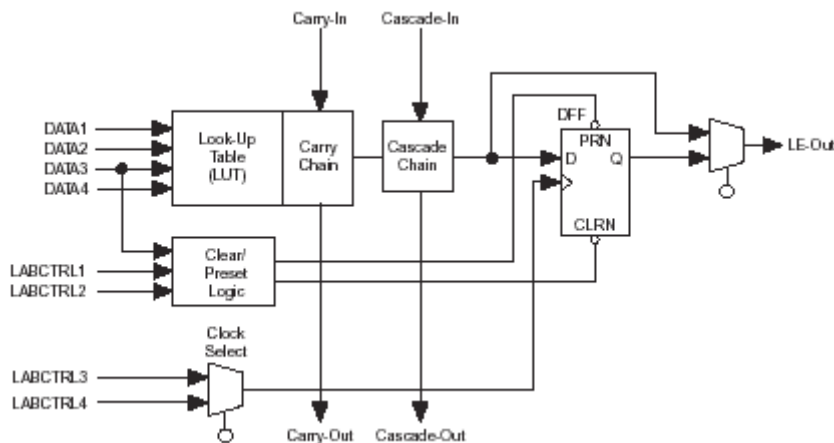 Carry-In
Cascade-In
DATA1
DATA2
DATA3
DATA4
Look-Up
Table
(LUT)
Carry
Chain
Cascade
Chain
DFF
PRN
D
Q
CLRN
LE-Out
LABCTRL1
LABCTRL2
Clear/
Preset
Logic
Clock
Select
LABCTRL3
LABCTRL4
Carry-Out
Cascade-Out